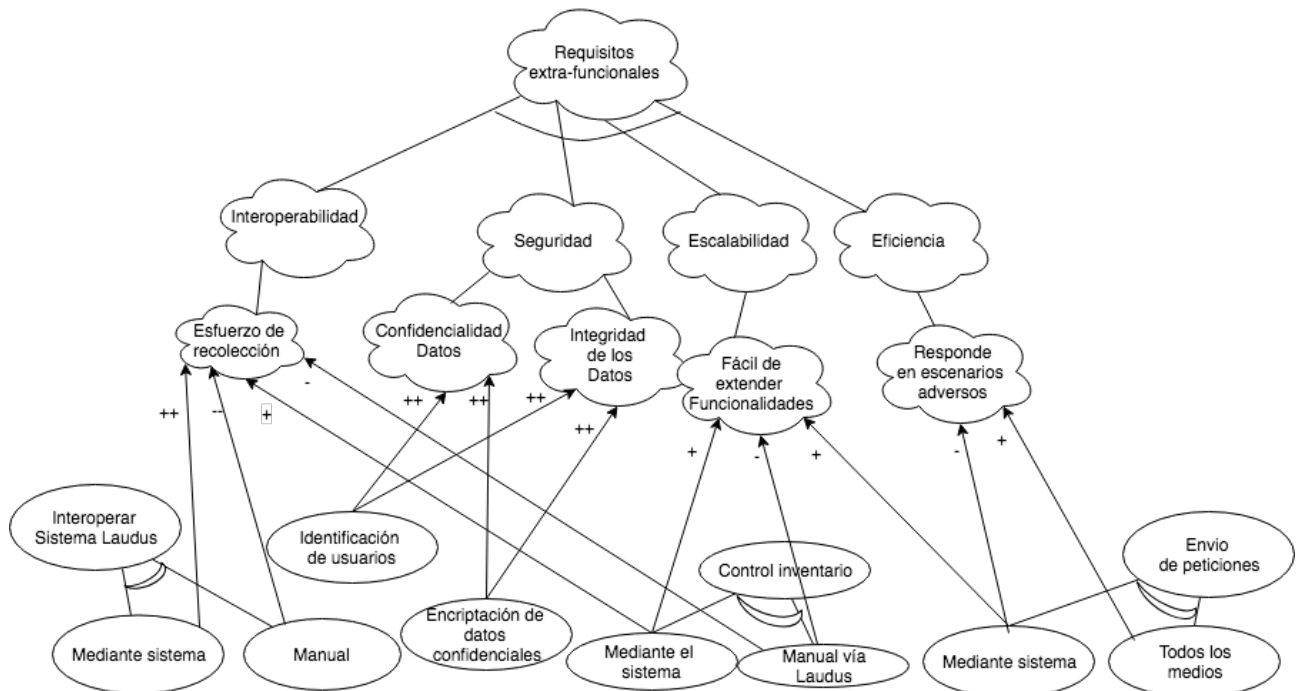 Requisitos
extra-funcionales
Interoperabilidad
Seguridad
Escalabilidad
Eficiencia
Esfuerzo de
recolección
Confidencialidad
Datos
Integridad
de los
Datos
Fácil de
extender
Funcionalidades
Responde
en escenarios
adversos
-
++
--
+
++
++
++
++
+
-
+
-
+
Interoperar
Sistema Laudus
Identificación
de usuarios
Control inventario
Envio
de peticiones
Mediante sistema
Manual
Encriptación de
datos
confidenciales
Mediante el
sistema
Manual vía
Laudus
Mediante sistema
Todos los
medios